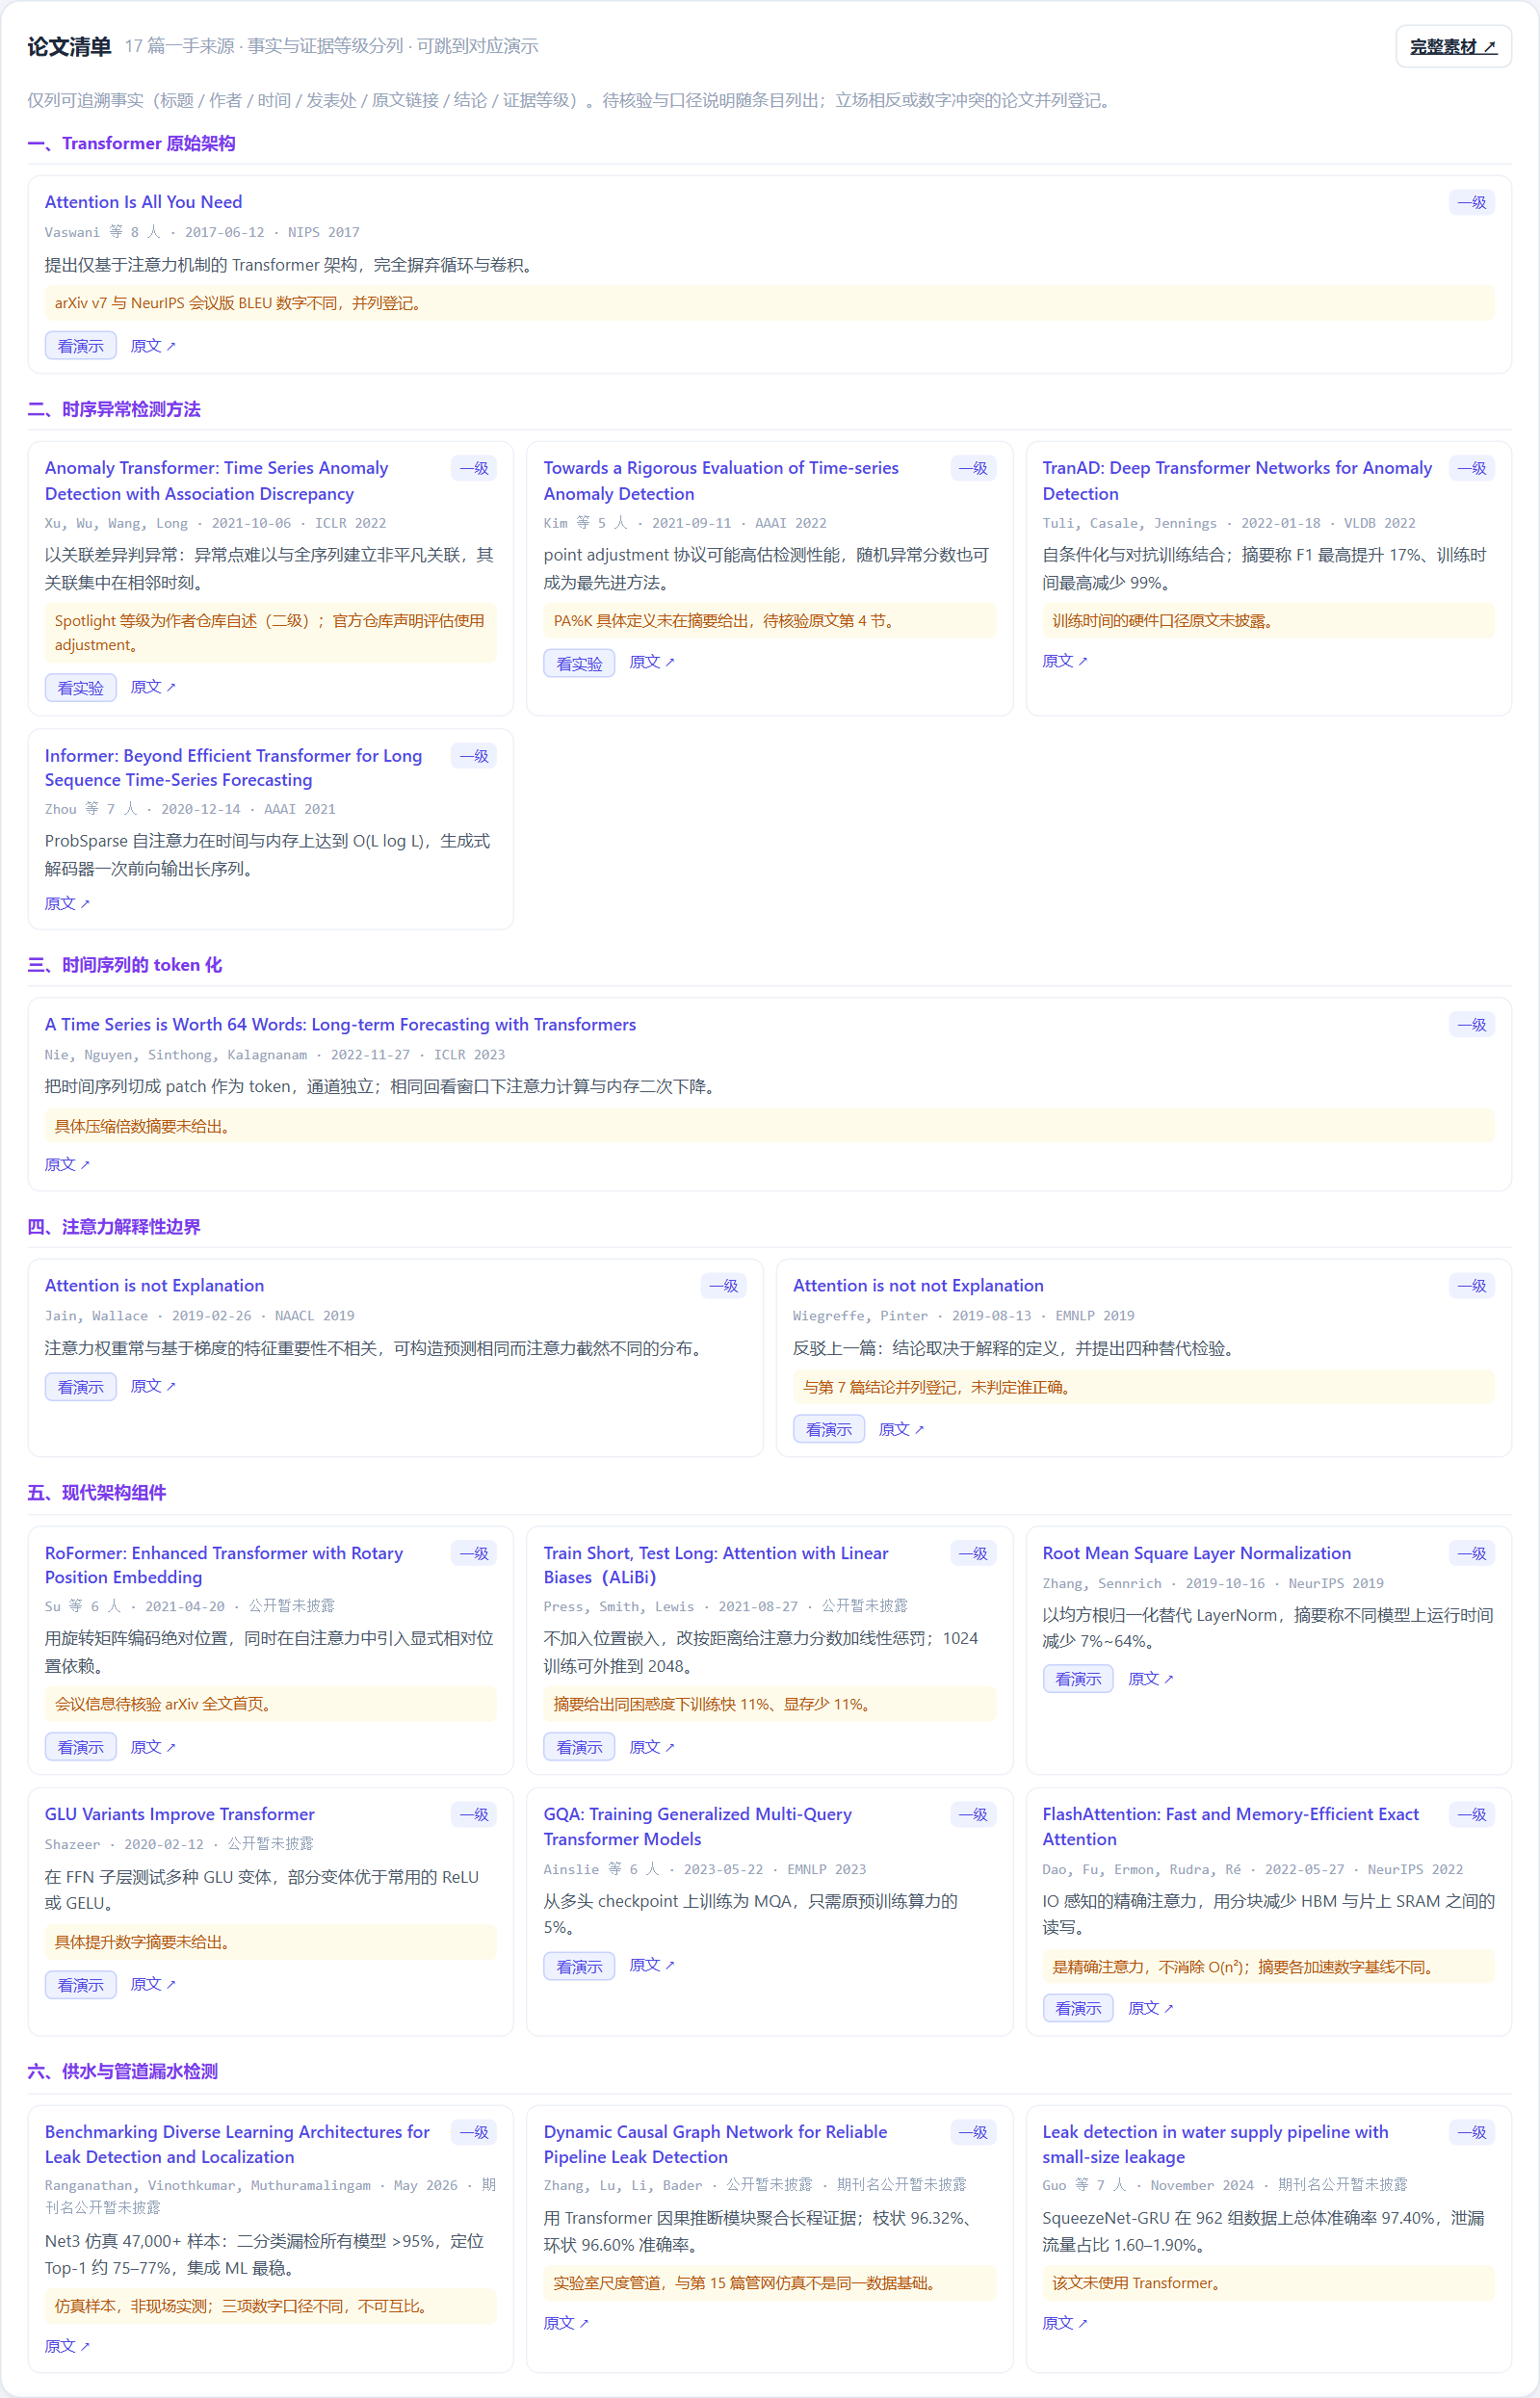 论文清单 17 篇一手来源 · 事实与证据等级分列 · 可跳到对应演示
完整素材 ↗
仅列可追溯事实（标题 / 作者 / 时间 / 发表处 / 原文链接 / 结论 / 证据等级）。待核验与口径说明随条目列出；立场相反或数字冲突的论文并列登记。
一、Transformer 原始架构
Attention Is All You Need
一级
Vaswani 等 8 人 · 2017-06-12 · NIPS 2017
提出仅基于注意力机制的 Transformer 架构，完全摒弃循环与卷积。
arXiv v7 与 NeurIPS 会议版 BLEU 数字不同，并列登记。
看演示 原文 ↗
二、时序异常检测方法
Anomaly Transformer: Time Series Anomaly
Detection with Association Discrepancy
一级
Xu, Wu, Wang, Long · 2021-10-06 · ICLR 2022
以关联差异判异常：异常点难以与全序列建立非平凡关联，其
关联集中在相邻时刻。
Spotlight 等级为作者仓库自述（二级）；官方仓库声明评估使用
adjustment。
看实验 原文 ↗
Towards a Rigorous Evaluation of Time-series
Anomaly Detection
一级
Kim 等 5 人 · 2021-09-11 · AAAI 2022
point adjustment 协议可能高估检测性能，随机异常分数也可
成为最先进方法。
PA%K 具体定义未在摘要给出，待核验原文第 4 节。
看实验 原文 ↗
TranAD: Deep Transformer Networks for Anomaly
Detection
一级
Tuli, Casale, Jennings · 2022-01-18 · VLDB 2022
自条件化与对抗训练结合；摘要称 F1 最高提升 17%、训练时
间最高减少 99%。
训练时间的硬件口径原文未披露。
原文 ↗
Informer: Beyond Efficient Transformer for Long
Sequence Time-Series Forecasting
一级
Zhou 等 7 人 · 2020-12-14 · AAAI 2021
ProbSparse 自注意力在时间与内存上达到 O(L log L)，生成式
解码器一次前向输出长序列。
原文 ↗
三、时间序列的 token 化
A Time Series is Worth 64 Words: Long-term Forecasting with Transformers
一级
Nie, Nguyen, Sinthong, Kalagnanam · 2022-11-27 · ICLR 2023
把时间序列切成 patch 作为 token，通道独立；相同回看窗口下注意力计算与内存二次下降。
具体压缩倍数摘要未给出。
原文 ↗
四、注意力解释性边界
Attention is not Explanation
一级
Jain, Wallace · 2019-02-26 · NAACL 2019
注意力权重常与基于梯度的特征重要性不相关，可构造预测相同而注意力截然不同的分布。
看演示 原文 ↗
Attention is not not Explanation
一级
Wiegreffe, Pinter · 2019-08-13 · EMNLP 2019
反驳上一篇：结论取决于解释的定义，并提出四种替代检验。
与第 7 篇结论并列登记，未判定谁正确。
看演示 原文 ↗
五、现代架构组件
RoFormer: Enhanced Transformer with Rotary
Position Embedding
一级
Su 等 6 人 · 2021-04-20 · 公开暂未披露
用旋转矩阵编码绝对位置，同时在自注意力中引入显式相对位
置依赖。
会议信息待核验 arXiv 全文首页。
看演示 原文 ↗
Train Short, Test Long: Attention with Linear
Biases（ALiBi）
一级
Press, Smith, Lewis · 2021-08-27 · 公开暂未披露
不加入位置嵌入，改按距离给注意力分数加线性惩罚；1024
训练可外推到 2048。
摘要给出同困惑度下训练快 11%、显存少 11%。
看演示 原文 ↗
Root Mean Square Layer Normalization
一级
Zhang, Sennrich · 2019-10-16 · NeurIPS 2019
以均方根归一化替代 LayerNorm，摘要称不同模型上运行时间
减少 7%~64%。
看演示 原文 ↗
GLU Variants Improve Transformer
一级
Shazeer · 2020-02-12 · 公开暂未披露
在 FFN 子层测试多种 GLU 变体，部分变体优于常用的 ReLU
或 GELU。
具体提升数字摘要未给出。
看演示 原文 ↗
GQA: Training Generalized Multi-Query
Transformer Models
一级
Ainslie 等 6 人 · 2023-05-22 · EMNLP 2023
从多头 checkpoint 上训练为 MQA，只需原预训练算力的
5%。
看演示 原文 ↗
FlashAttention: Fast and Memory-Efficient Exact
Attention
一级
Dao, Fu, Ermon, Rudra, Ré · 2022-05-27 · NeurIPS 2022
IO 感知的精确注意力，用分块减少 HBM 与片上 SRAM 之间的
读写。
是精确注意力，不消除 O(n²)；摘要各加速数字基线不同。
看演示 原文 ↗
六、供水与管道漏水检测
Benchmarking Diverse Learning Architectures for
Leak Detection and Localization
一级
Ranganathan, Vinothkumar, Muthuramalingam · May 2026 · 期
刊名公开暂未披露
Net3 仿真 47,000+ 样本：二分类漏检所有模型 >95%，定位
Top-1 约 75–77%，集成 ML 最稳。
仿真样本，非现场实测；三项数字口径不同，不可互比。
原文 ↗
Dynamic Causal Graph Network for Reliable
Pipeline Leak Detection
一级
Zhang, Lu, Li, Bader · 公开暂未披露 · 期刊名公开暂未披露
用 Transformer 因果推断模块聚合长程证据；枝状 96.32%、
环状 96.60% 准确率。
实验室尺度管道，与第 15 篇管网仿真不是同一数据基础。
原文 ↗
Leak detection in water supply pipeline with
small-size leakage
一级
Guo 等 7 人 · November 2024 · 期刊名公开暂未披露
SqueezeNet-GRU 在 962 组数据上总体准确率 97.40%，泄漏
流量占比 1.60–1.90%。
该文未使用 Transformer。
原文 ↗